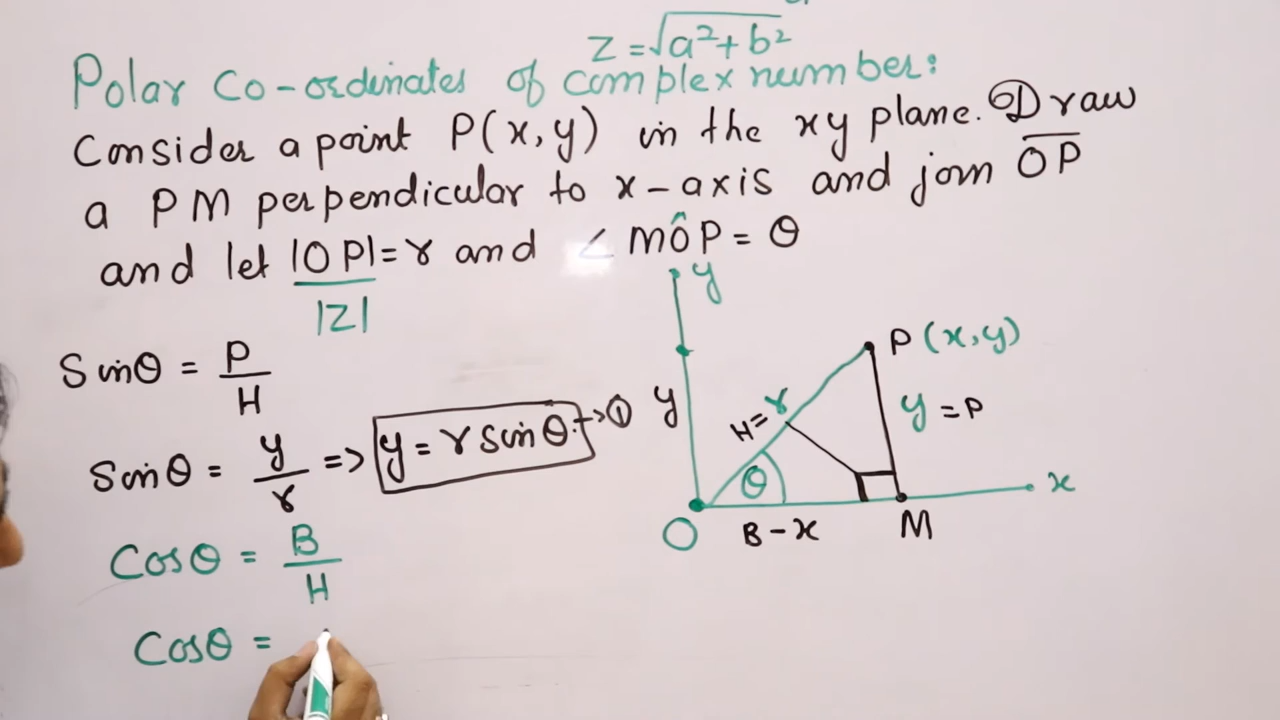 Z = √a²+b²
Polar Co-ordinates of complex number:
Consider a point P(x,y) in the xy plane. Draw
a PM perpendicular to x-axis and join OP
and let |OP|=r and ∠ MÔP = θ
|Z|
Sinθ = P/H
Sinθ = y/r => y = r sinθ. → ①
Cosθ = B/H
Cosθ =
y
y
P (x,y)
H = r
y = P
θ
x
O
B - x
M